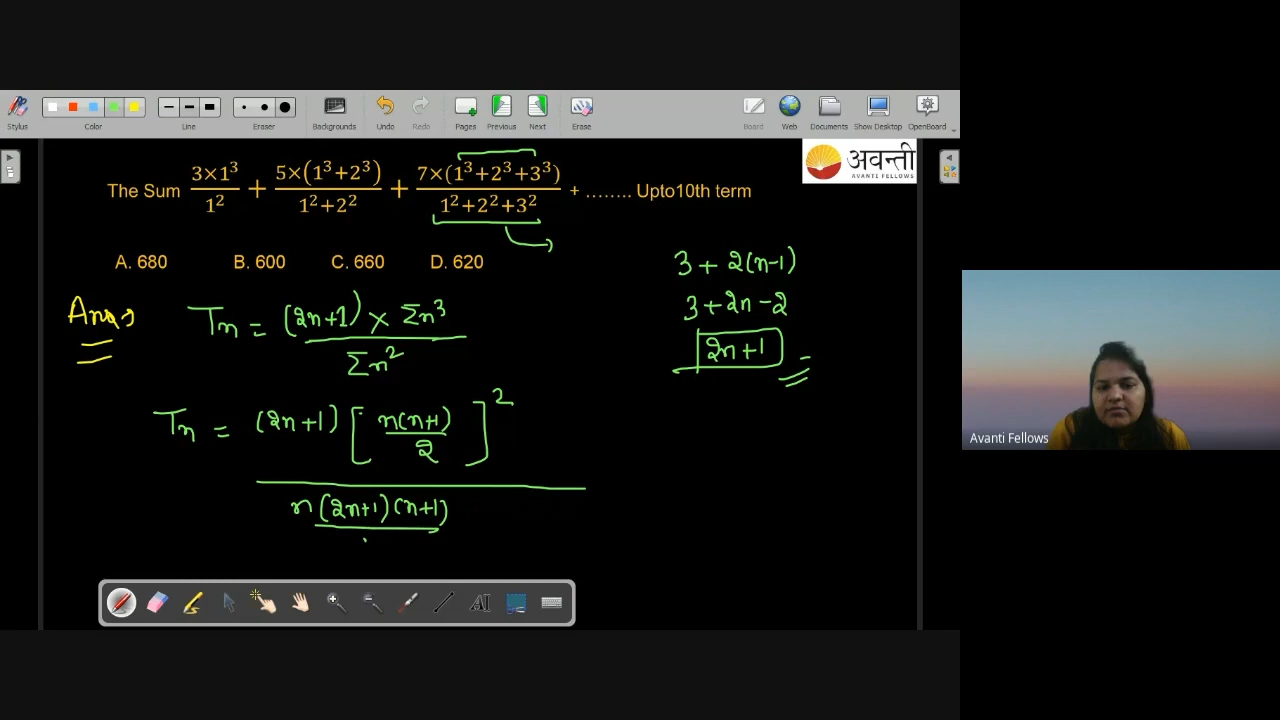 Stylus Color Line Eraser Backgrounds Undo Redo Pages Previous Next Erase Board Web Documents Show Desktop OpenBoard
अवन्ती
AVANTI FELLOWS
The Sum 3×1³/1² + 5×(1³+2³)/1²+2² + 7×(1³+2³+3³)/1²+2²+3² + …….. Upto10th term
A. 680 B. 600 C. 660 D. 620
3 + 2(n-1)
Ans Tn = (2n+1) × Σn³ / Σn²
3 + 2n - 2
2n + 1
Tn = (2n+1) [ n(n+1) / 2 ]²
n (2n+1) (n+1)
Avanti Fellows
AI